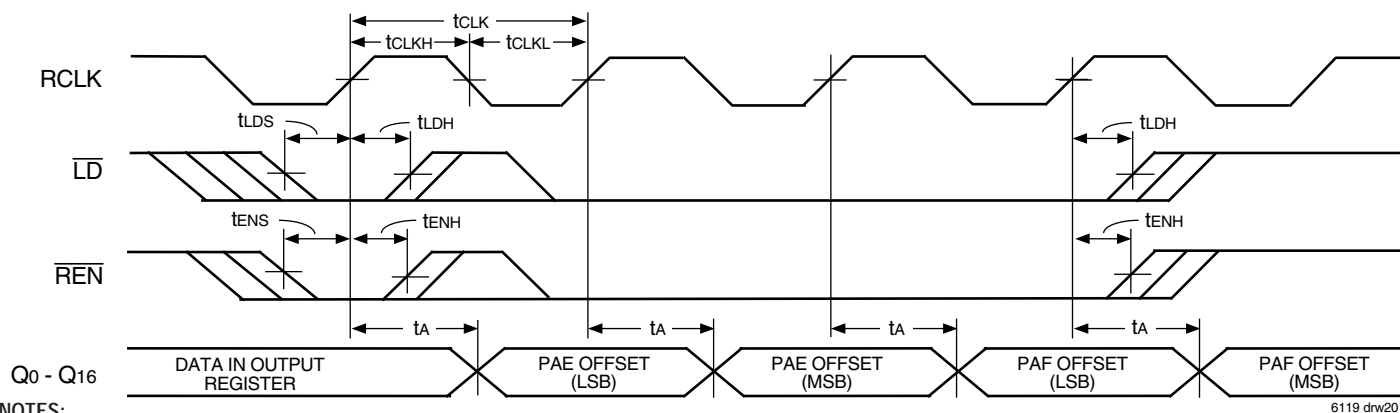 tCLK
tCLKH
tCLKL
RCLK
tLDS
tLDH
tLDH
LD
tENS
tENH
tENH
REN
tA
tA
tA
tA
Q0 - Q16
DATA IN OUTPUT
REGISTER
PAE OFFSET
(LSB)
PAE OFFSET
(MSB)
PAF OFFSET
(LSB)
PAF OFFSET
(MSB)
NOTES:
6119 drw20